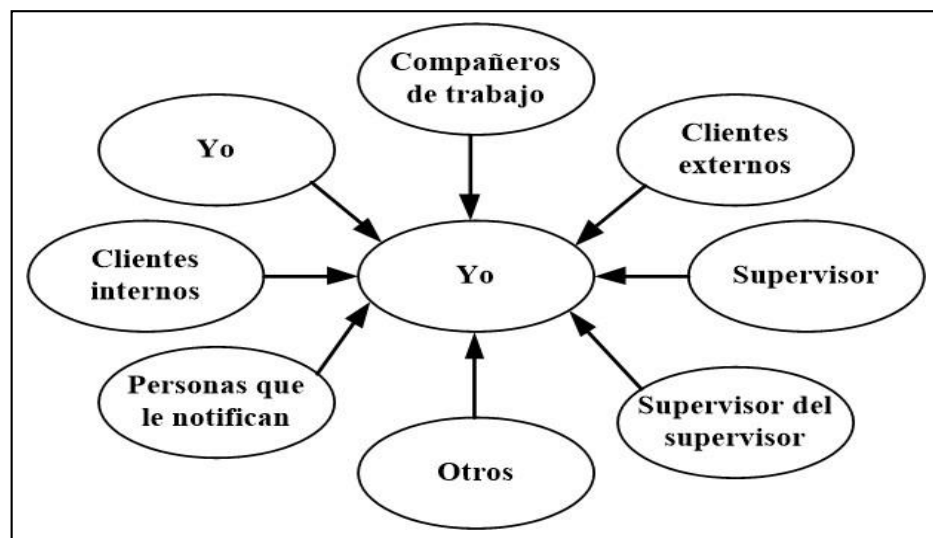 Compañeros
de trabajo
Yo
Clientes
externos
Clientes
internos
Yo
Supervisor
Personas que
le notifican
Supervisor del
supervisor
Otros